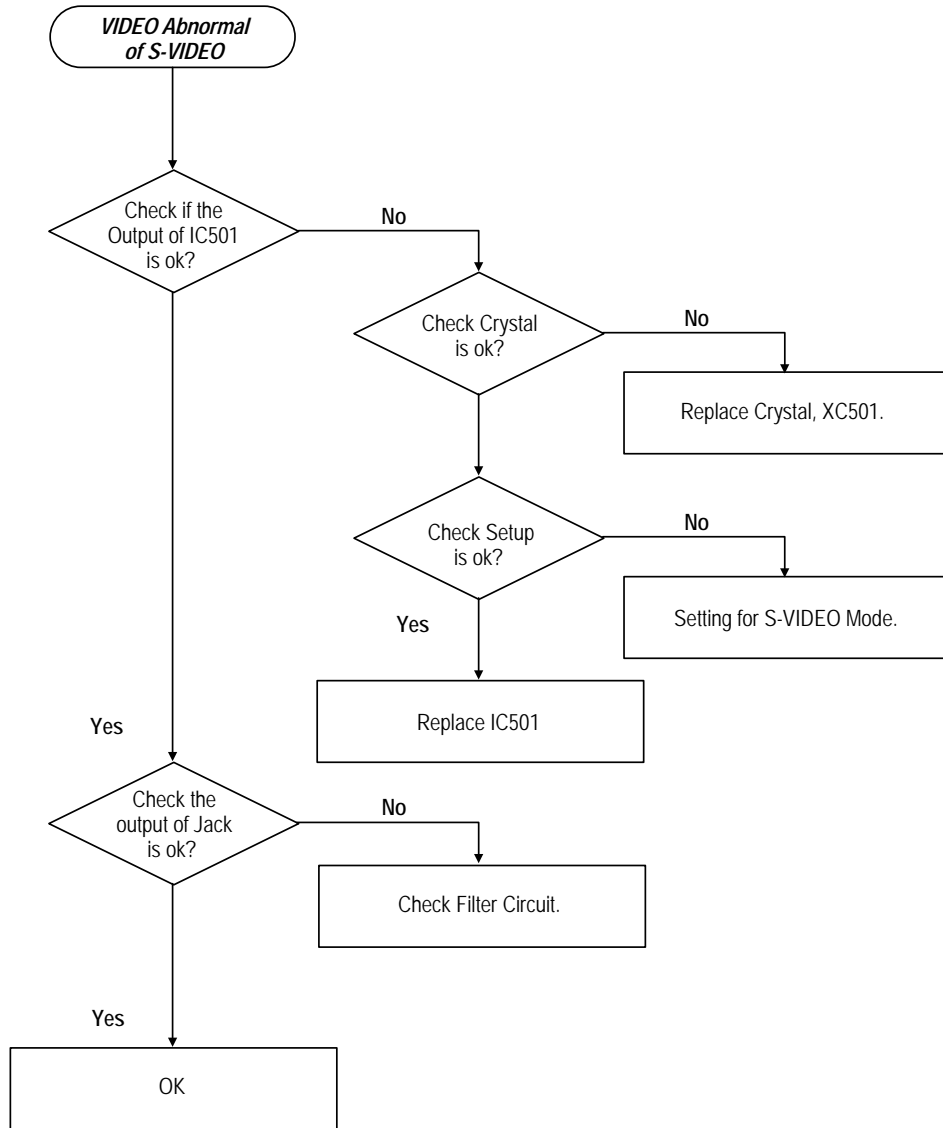 VIDEO Abnormal
of S-VIDEO
Check if the
Output of IC501
is ok?
No
Check Crystal
is ok?
No
Replace Crystal, XC501.
Check Setup
is ok?
No
Setting for S-VIDEO Mode.
Yes
Replace IC501
Yes
Check the
output of Jack
is ok?
No
Check Filter Circuit.
Yes
OK